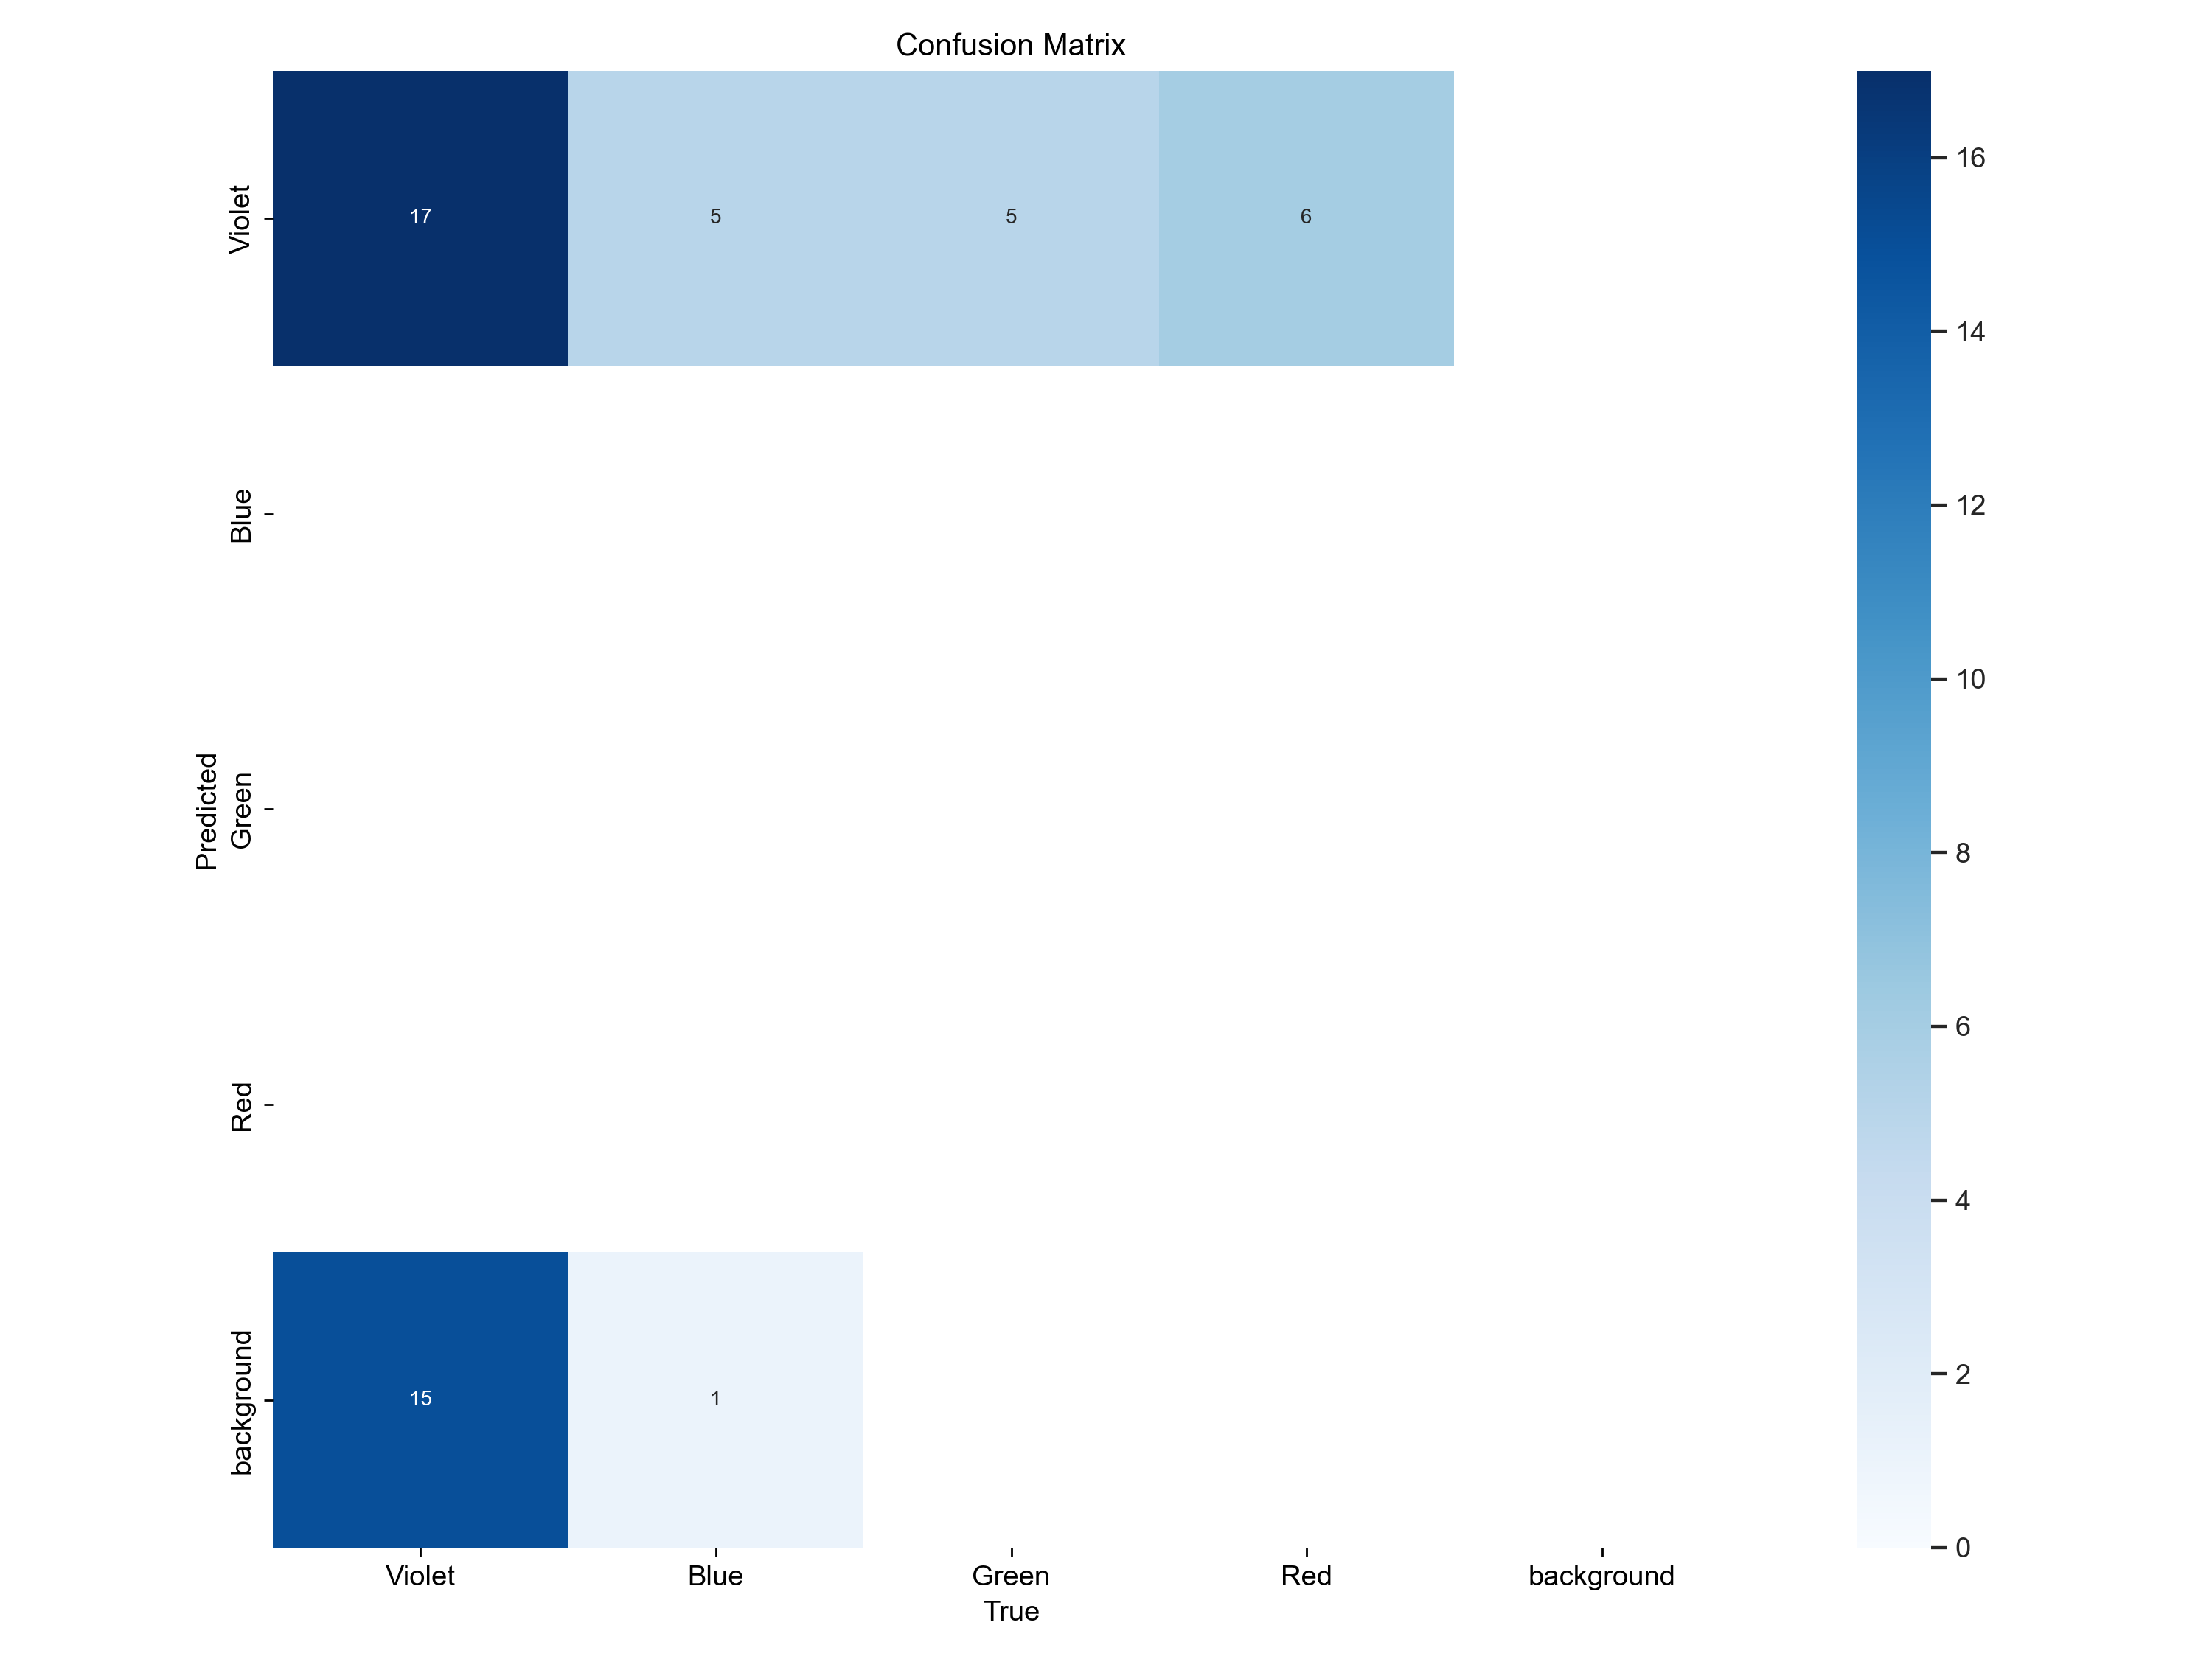 Confusion Matrix
Violet
17
5
5
6
Blue
Green
Red
background
15
1
Predicted
Violet
Blue
Green
Red
background
True
16
14
12
10
8
6
4
2
0